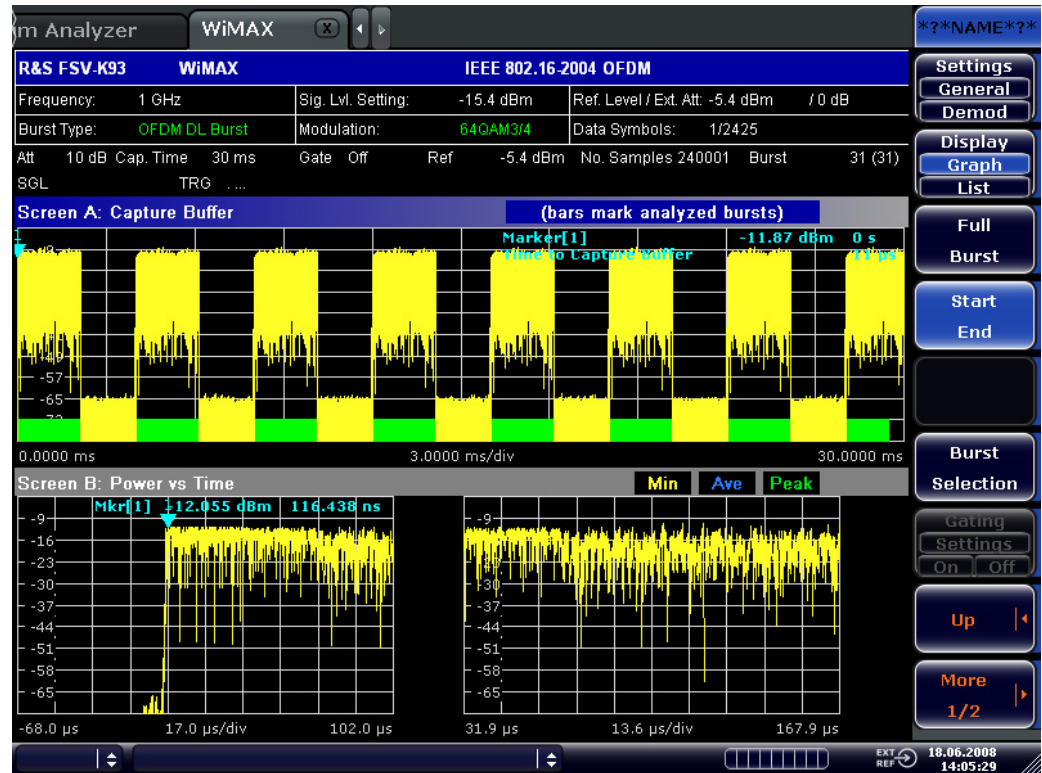 m Analyzer WiMAX X
*?*NAME*?*
R&S FSV-K93 WiMAX IEEE 802.16-2004 OFDM
Frequency: 1 GHz Sig. Lvl. Setting: -15.4 dBm Ref. Level / Ext. Att: -5.4 dBm / 0 dB
Burst Type: OFDM DL Burst Modulation: 64QAM3/4 Data Symbols: 1/2425
Att 10 dB Cap. Time 30 ms Gate Off Ref -5.4 dBm No. Samples 240001 Burst 31 (31)
SGL TRG . ...
Screen A: Capture Buffer (bars mark analyzed bursts)
1 Marker[1] -11.87 dBm 0 s
Time to Capture Buffer 11 µs
-57
-65
0.0000 ms 3.0000 ms/div 30.0000 ms
Screen B: Power vs Time Min Ave Peak
Mkr[1] -12.055 dBm 116.438 ns
-9
-16
-23
-30
-37
-44
-51
-58
-65
-68.0 µs 17.0 µs/div 102.0 µs
-9
-30
-37
-44
-51
-58
-65
31.9 µs 13.6 µs/div 167.9 µs
Settings
General
Demod
Display
Graph
List
Full
Burst
Start
End
Burst
Selection
Gating
Settings
On Off
Up
More
1/2
EXT REF
18.06.2008
14:05:29